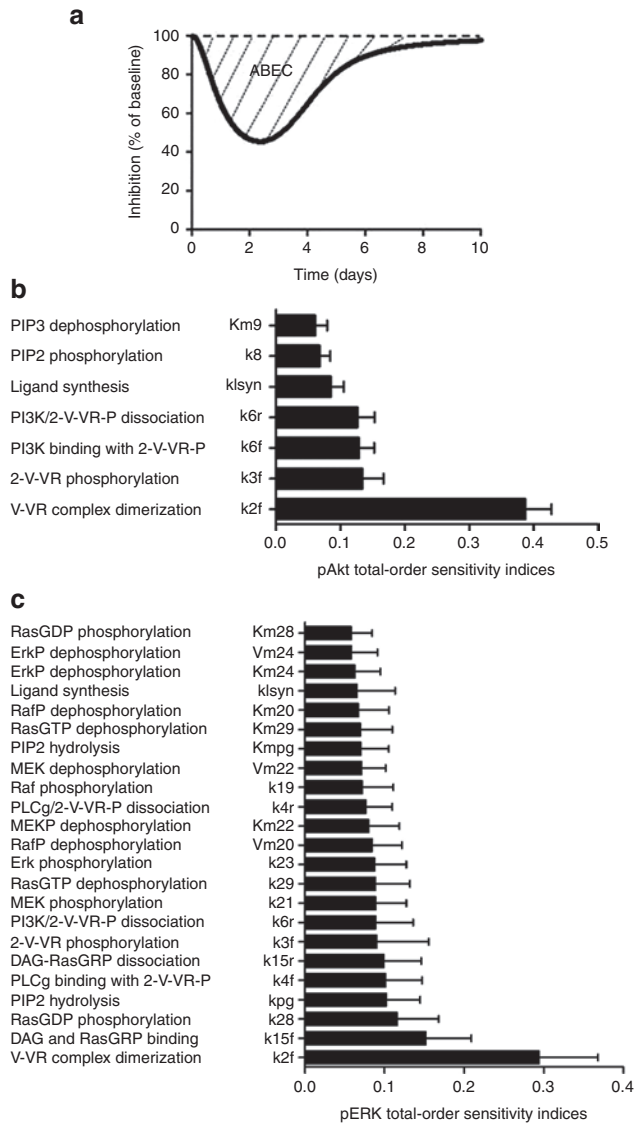 a
100
80
60
40
20
0
Inhibition (% of baseline)
ABEC
0 2 4 6 8 10
Time (days)
b
PIP3 dephosphorylation Km9
PIP2 phosphorylation k8
Ligand synthesis klsyn
PI3K/2-V-VR-P dissociation k6r
PI3K binding with 2-V-VR-P k6f
2-V-VR phosphorylation k3f
V-VR complex dimerization k2f
0.0 0.1 0.2 0.3 0.4 0.5
pAkt total-order sensitivity indices
c
RasGDP phosphorylation Km28
ErkP dephosphorylation Vm24
ErkP dephosphorylation Km24
Ligand synthesis klsyn
RafP dephosphorylation Km20
RasGTP dephosphorylation Km29
PIP2 hydrolysis Kmpg
MEK dephosphorylation Vm22
Raf phosphorylation k19
PLCg/2-V-VR-P dissociation k4r
MEKP dephosphorylation Km22
RafP dephosphorylation Vm20
Erk phosphorylation k23
RasGTP dephosphorylation k29
MEK phosphorylation k21
PI3K/2-V-VR-P dissociation k6r
2-V-VR phosphorylation k3f
DAG-RasGRP dissociation k15r
PLCg binding with 2-V-VR-P k4f
PIP2 hydrolysis kpg
RasGDP phosphorylation k28
DAG and RasGRP binding k15f
V-VR complex dimerization k2f
0.0 0.1 0.2 0.3 0.4
pERK total-order sensitivity indices